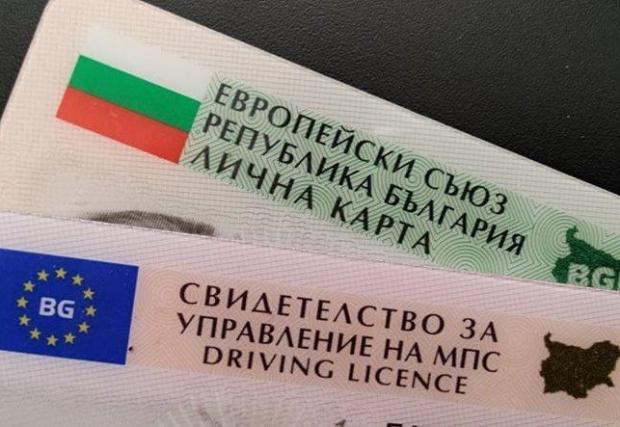 ЕВРОПЕЙСКИ СЪЮЗ
РЕПУБЛИКА БЪЛГАРИЯ
ЛИЧНА КАРТА
BG
BG
СВИДЕТЕЛСТВО ЗА
УПРАВЛЕНИЕ НА МПС
DRIVING LICENCE